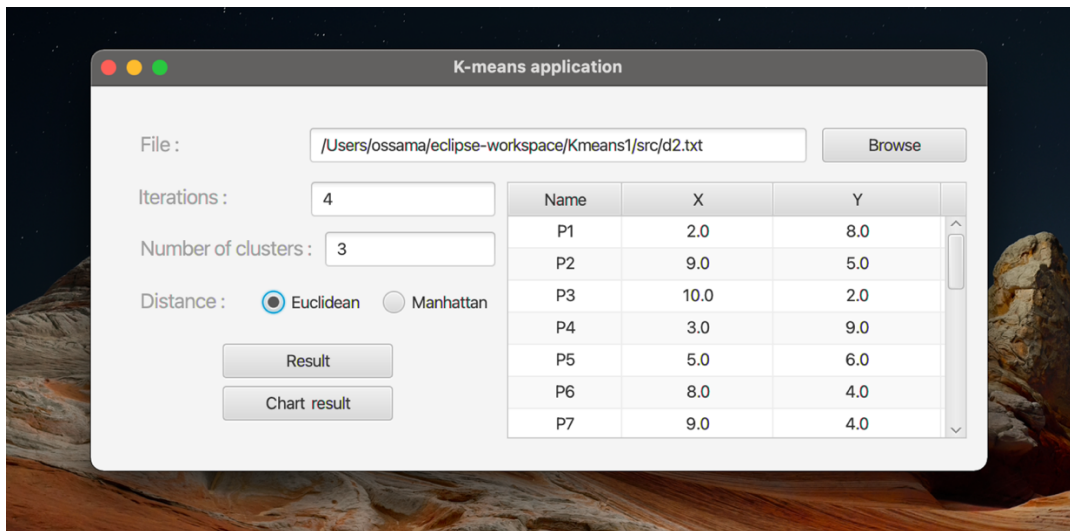 K-means application
File :
/Users/ossama/eclipse-workspace/Kmeans1/src/d2.txt
Browse
Iterations :
4
Number of clusters :
3
Distance :
Euclidean
Manhattan
Result
Chart result
Name X Y
P1 2.0 8.0
P2 9.0 5.0
P3 10.0 2.0
P4 3.0 9.0
P5 5.0 6.0
P6 8.0 4.0
P7 9.0 4.0